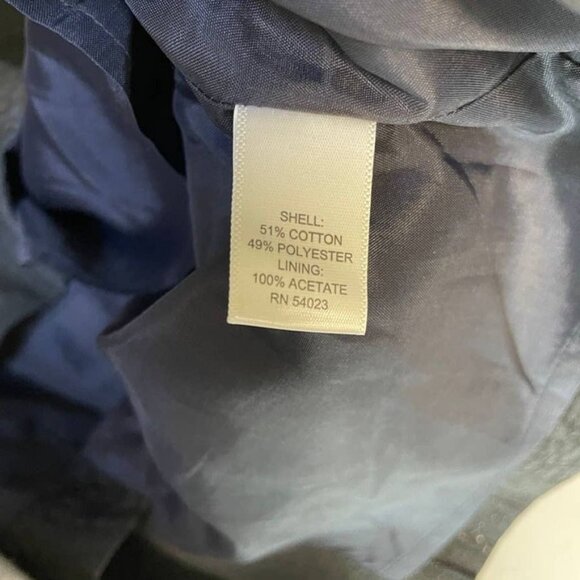 SHELL:
51% COTTON
49% POLYESTER
LINING:
100% ACETATE
RN 54023